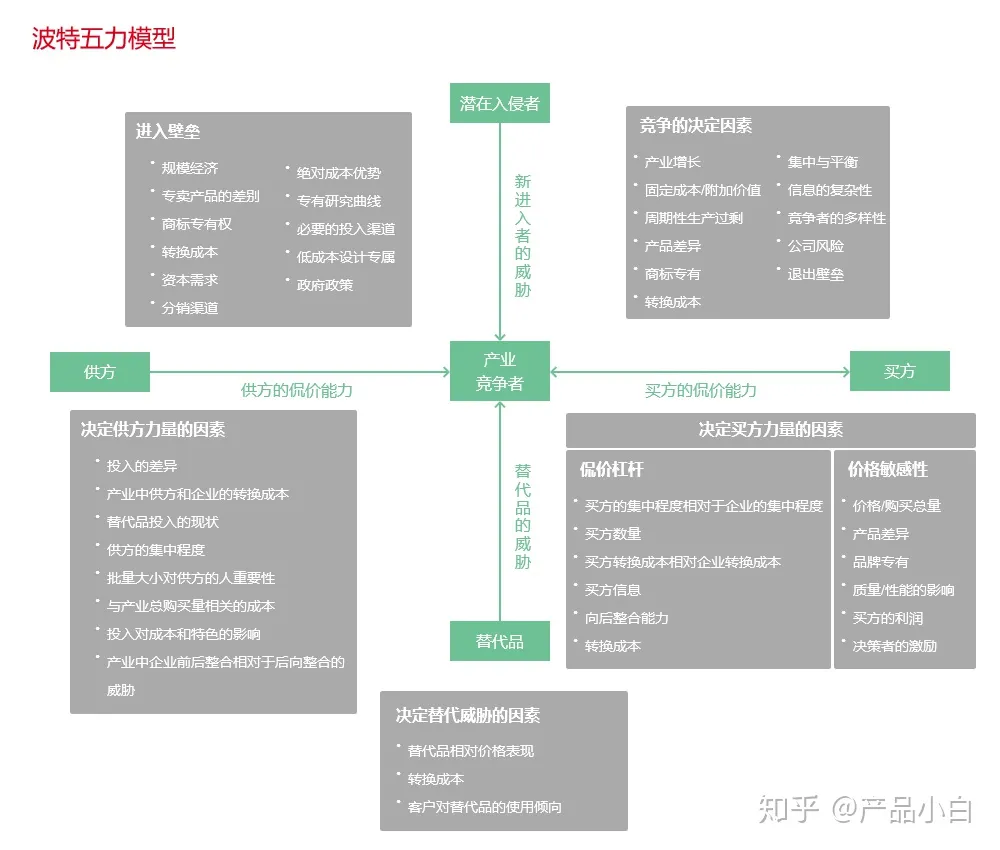 波特五力模型
潜在入侵者
进入壁垒
规模经济
专卖产品的差别
商标专有权
转换成本
资本需求
分销渠道
绝对成本优势
专有研究曲线
必要的投入渠道
低成本设计专属
政府政策
新进入者的威胁
竞争的决定因素
产业增长
固定成本/附加价值
周期性生产过剩
产品差异
商标专有
转换成本
集中与平衡
信息的复杂性
竞争者的多样性
公司风险
退出壁垒
供方
供方的侃价能力
产业
竞争者
买方的侃价能力
买方
决定供方力量的因素
投入的差异
产业中供方和企业的转换成本
替代品投入的现状
供方的集中程度
批量大小对供方的人重要性
与产业总购买量相关的成本
投入对成本和特色的影响
产业中企业前后整合相对于后向整合的
威胁
替代品的威胁
替代品
决定买方力量的因素
侃价杠杆
买方的集中程度相对于企业的集中程度
买方数量
买方转换成本相对企业转换成本
买方信息
向后整合能力
转换成本
价格敏感性
价格/购买总量
产品差异
品牌专有
质量/性能的影响
买方的利润
决策者的激励
决定替代威胁的因素
替代品相对价格表现
转换成本
客户对替代品的使用倾向
知乎 @产品小白